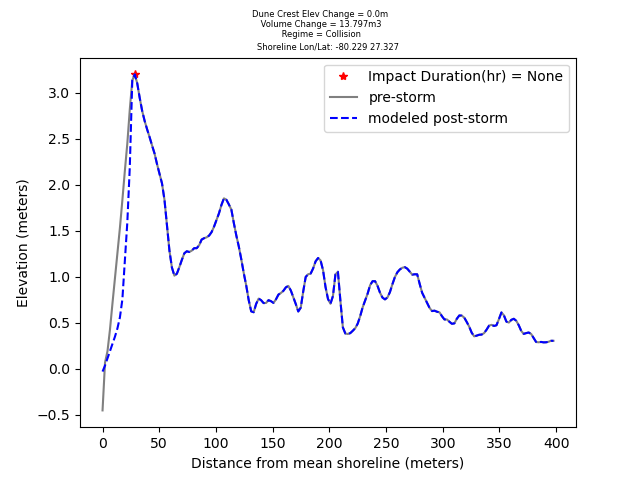 Dune Crest Elev Change = 0.0m
Volume Change = 13.797m3
Regime = Collision
Shoreline Lon/Lat: -80.229 27.327
Impact Duration(hr) = None
pre-storm
modeled post-storm
3.0
2.5
2.0
1.5
1.0
0.5
0.0
−0.5
Elevation (meters)
0 50 100 150 200 250 300 350 400
Distance from mean shoreline (meters)